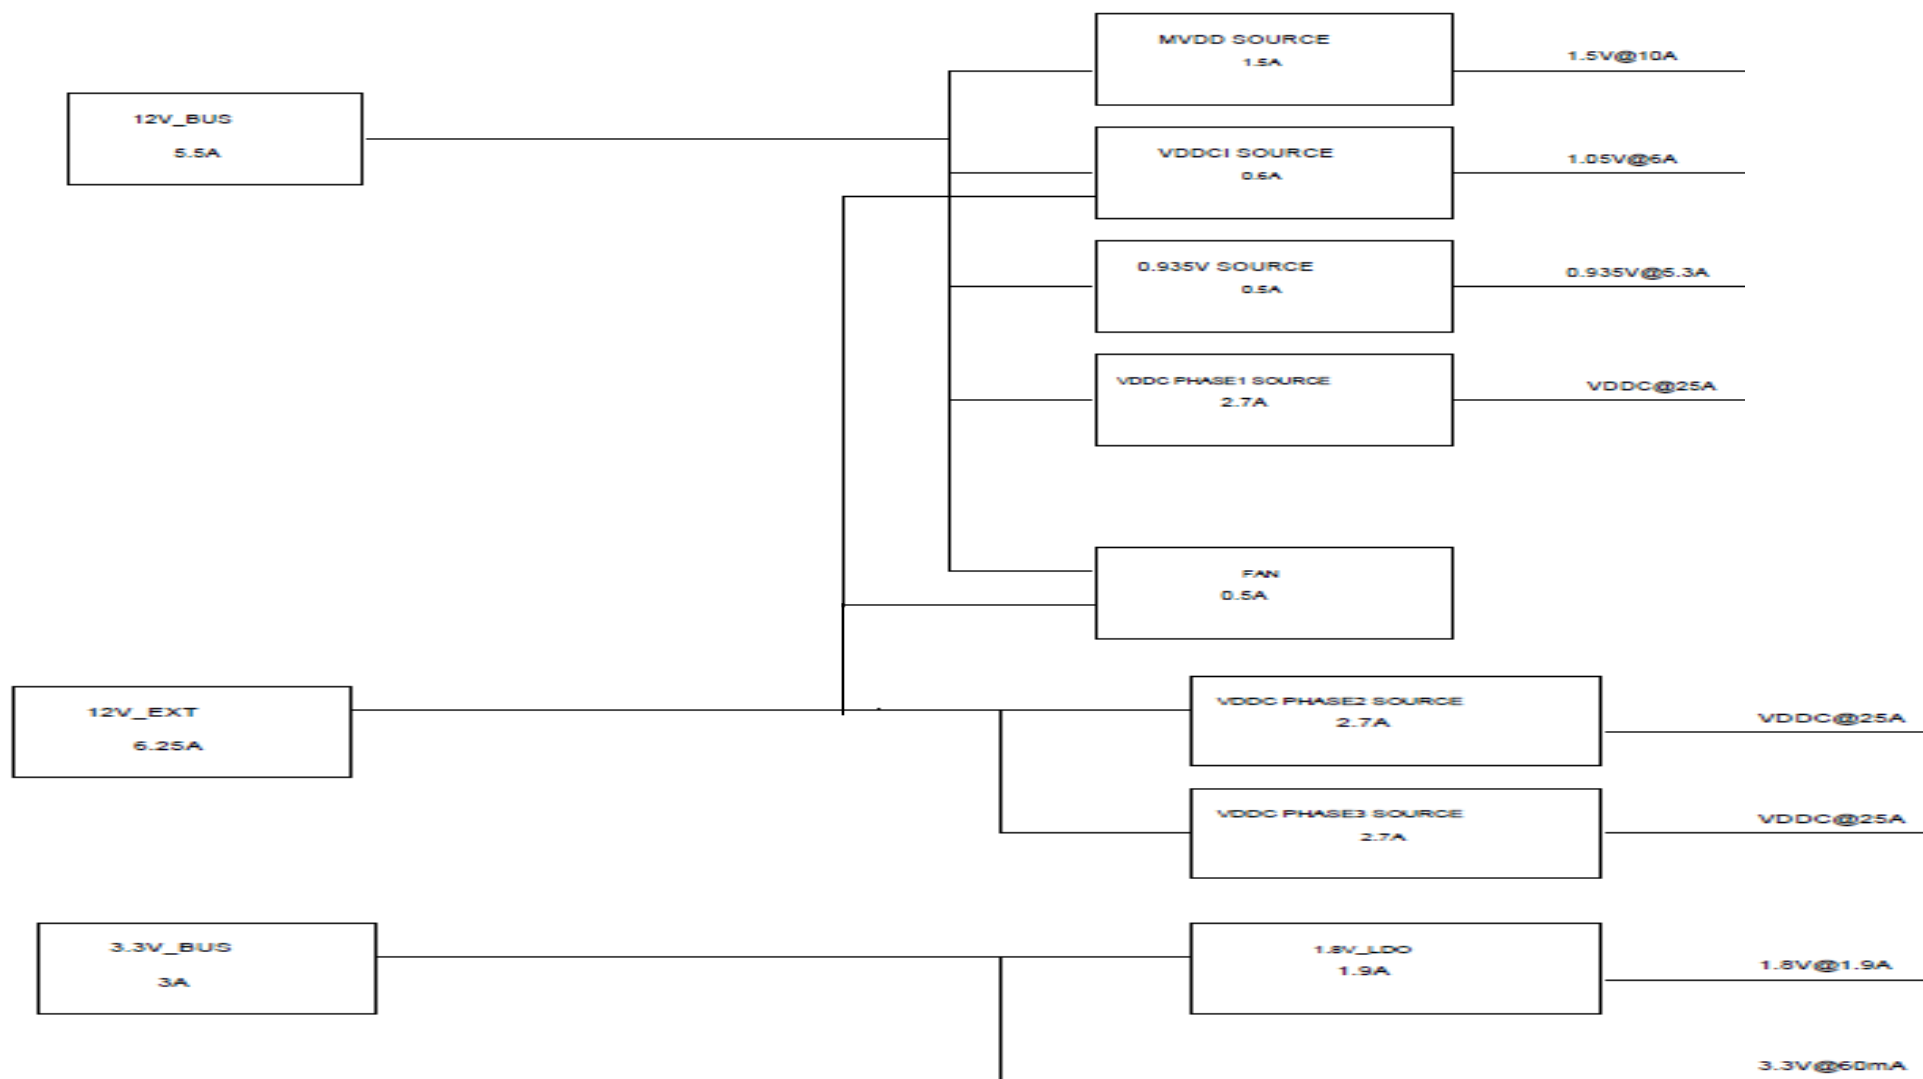 MVDD SOURCE
1.5A
1.5V@10A
12V_BUS
5.5A
VDDCI SOURCE
0.6A
1.05V@6A
0.935V SOURCE
0.5A
0.935V@5.3A
VDDC PHASE1 SOURCE
2.7A
VDDC@25A
FAN
0.5A
12V_EXT
6.25A
VDDC PHASE2 SOURCE
2.7A
VDDC@25A
VDDC PHASE3 SOURCE
2.7A
VDDC@25A
3.3V_BUS
3A
1.8V_LDO
1.9A
1.8V@1.9A
3.3V@60mA